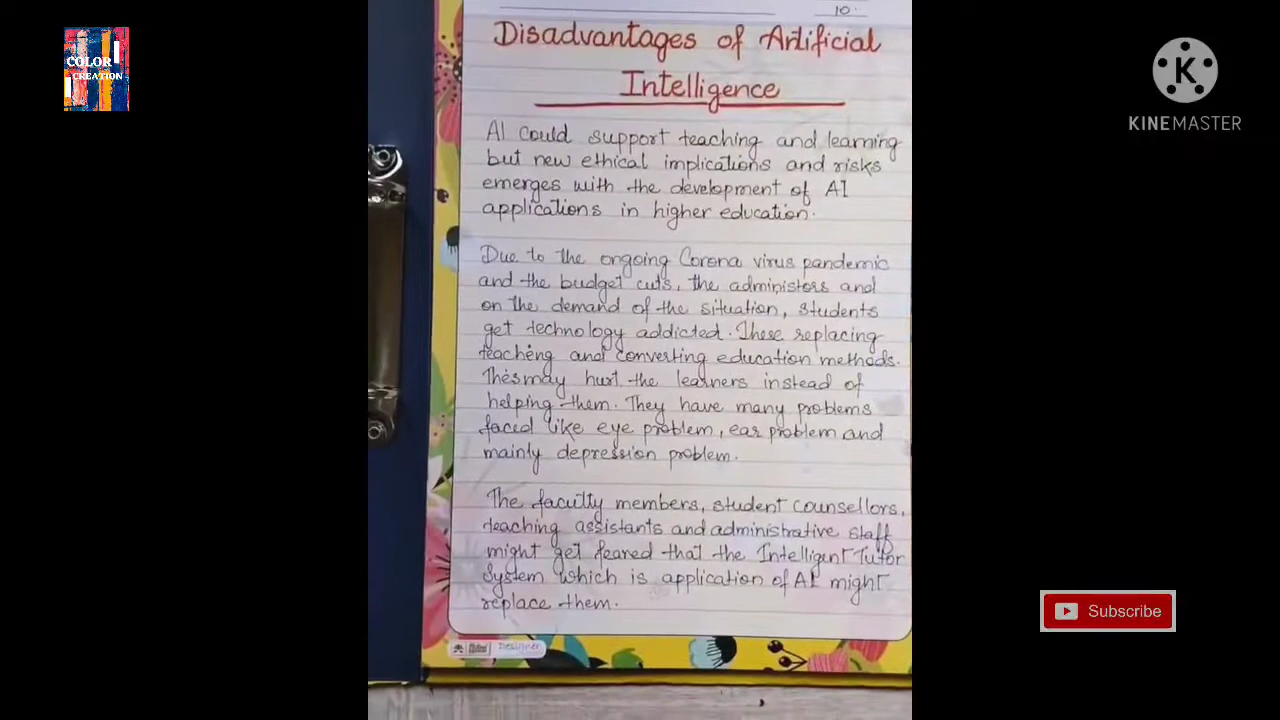 10.
Disadvantages of Artificial
Intelligence
AI could support teaching and learning
but new ethical implications and risks
emerges with the development of AI
applications in higher education.
Due to the ongoing Corona virus pandemic
and the budget cuts, the administors and
on the demand of the situation, students
get technology addicted. These replacing
teaching and converting education methods.
This may hurt the learners instead of
helping them. They have many problems
faced like eye problem, ear problem and
mainly depression problem.
The faculty members, student counsellors,
teaching assistants and administrative staff
might get feared that the Intelligent Tutor
System which is application of AI might
replace them.
Designer
COLOR
CREATION
K
KINEMASTER
Subscribe